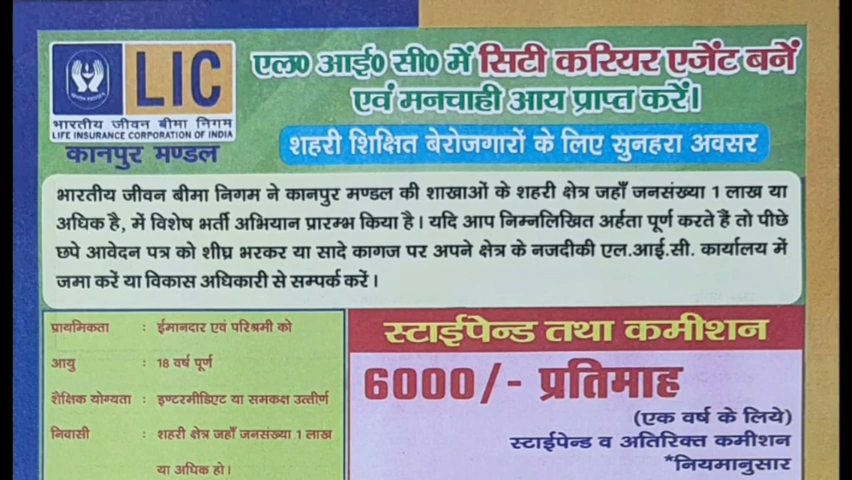 LIC
भारतीय जीवन बीमा निगम
LIFE INSURANCE CORPORATION OF INDIA
कानपुर मण्डल
एल० आई० सी० में सिटी करियर एजेंट बनें
एवं मनचाही आय प्राप्त करें।
शहरी शिक्षित बेरोजगारों के लिए सुनहरा अवसर
भारतीय जीवन बीमा निगम ने कानपुर मण्डल की शाखाओं के शहरी क्षेत्र जहाँ जनसंख्या 1 लाख या
अधिक है, में विशेष भर्ती अभियान प्रारम्भ किया है। यदि आप निम्नलिखित अर्हता पूर्ण करते हैं तो पीछे
छपे आवेदन पत्र को शीघ्र भरकर या सादे कागज पर अपने क्षेत्र के नजदीकी एल.आई.सी. कार्यालय में
जमा करें या विकास अधिकारी से सम्पर्क करें।
प्राथमिकता : ईमानदार एवं परिश्रमी को
आयु : 18 वर्ष पूर्ण
शैक्षिक योग्यता : इण्टरमीडिएट या समकक्ष उत्तीर्ण
निवासी : शहरी क्षेत्र जहाँ जनसंख्या 1 लाख
या अधिक हो।
स्टाईपेन्ड तथा कमीशन
6000/- प्रतिमाह
(एक वर्ष के लिये)
स्टाईपेन्ड व अतिरिक्त कमीशन
*नियमानुसार